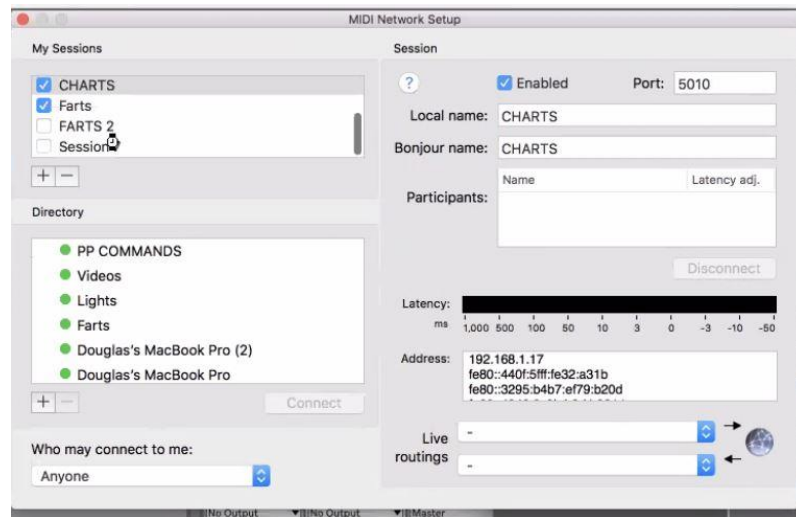 MIDI Network Setup
My Sessions
CHARTS
Farts
FARTS 2
Session
+ −
Directory
PP COMMANDS
Videos
Lights
Farts
Douglas's MacBook Pro (2)
Douglas's MacBook Pro
+ −
Connect
Who may connect to me:
Anyone
Session
?
Enabled
Port: 5010
Local name: CHARTS
Bonjour name: CHARTS
Participants:
Name Latency adj.
Disconnect
Latency:
ms 1,000 500 100 50 10 3 0 -3 -10 -50
Address:
192.168.1.17
fe80::440f:5fff:fe32:a31b
fe80::3295:b4b7:ef79:b20d
Live routings
-
-
No Output No Output Master